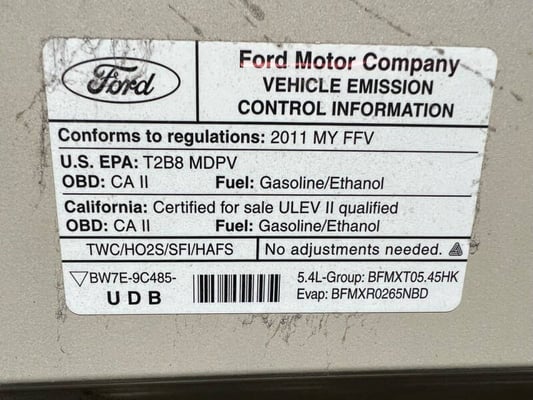 Ford
Ford Motor Company
VEHICLE EMISSION
CONTROL INFORMATION
Conforms to regulations: 2011 MY FFV
U.S. EPA: T2B8 MDPV
OBD: CA II Fuel: Gasoline/Ethanol
California: Certified for sale ULEV II qualified
OBD: CA II Fuel: Gasoline/Ethanol
TWC/HO2S/SFI/HAFS No adjustments needed.
BW7E-9C485-
UDB
5.4L-Group: BFMXT05.45HK
Evap: BFMXR0265NBD